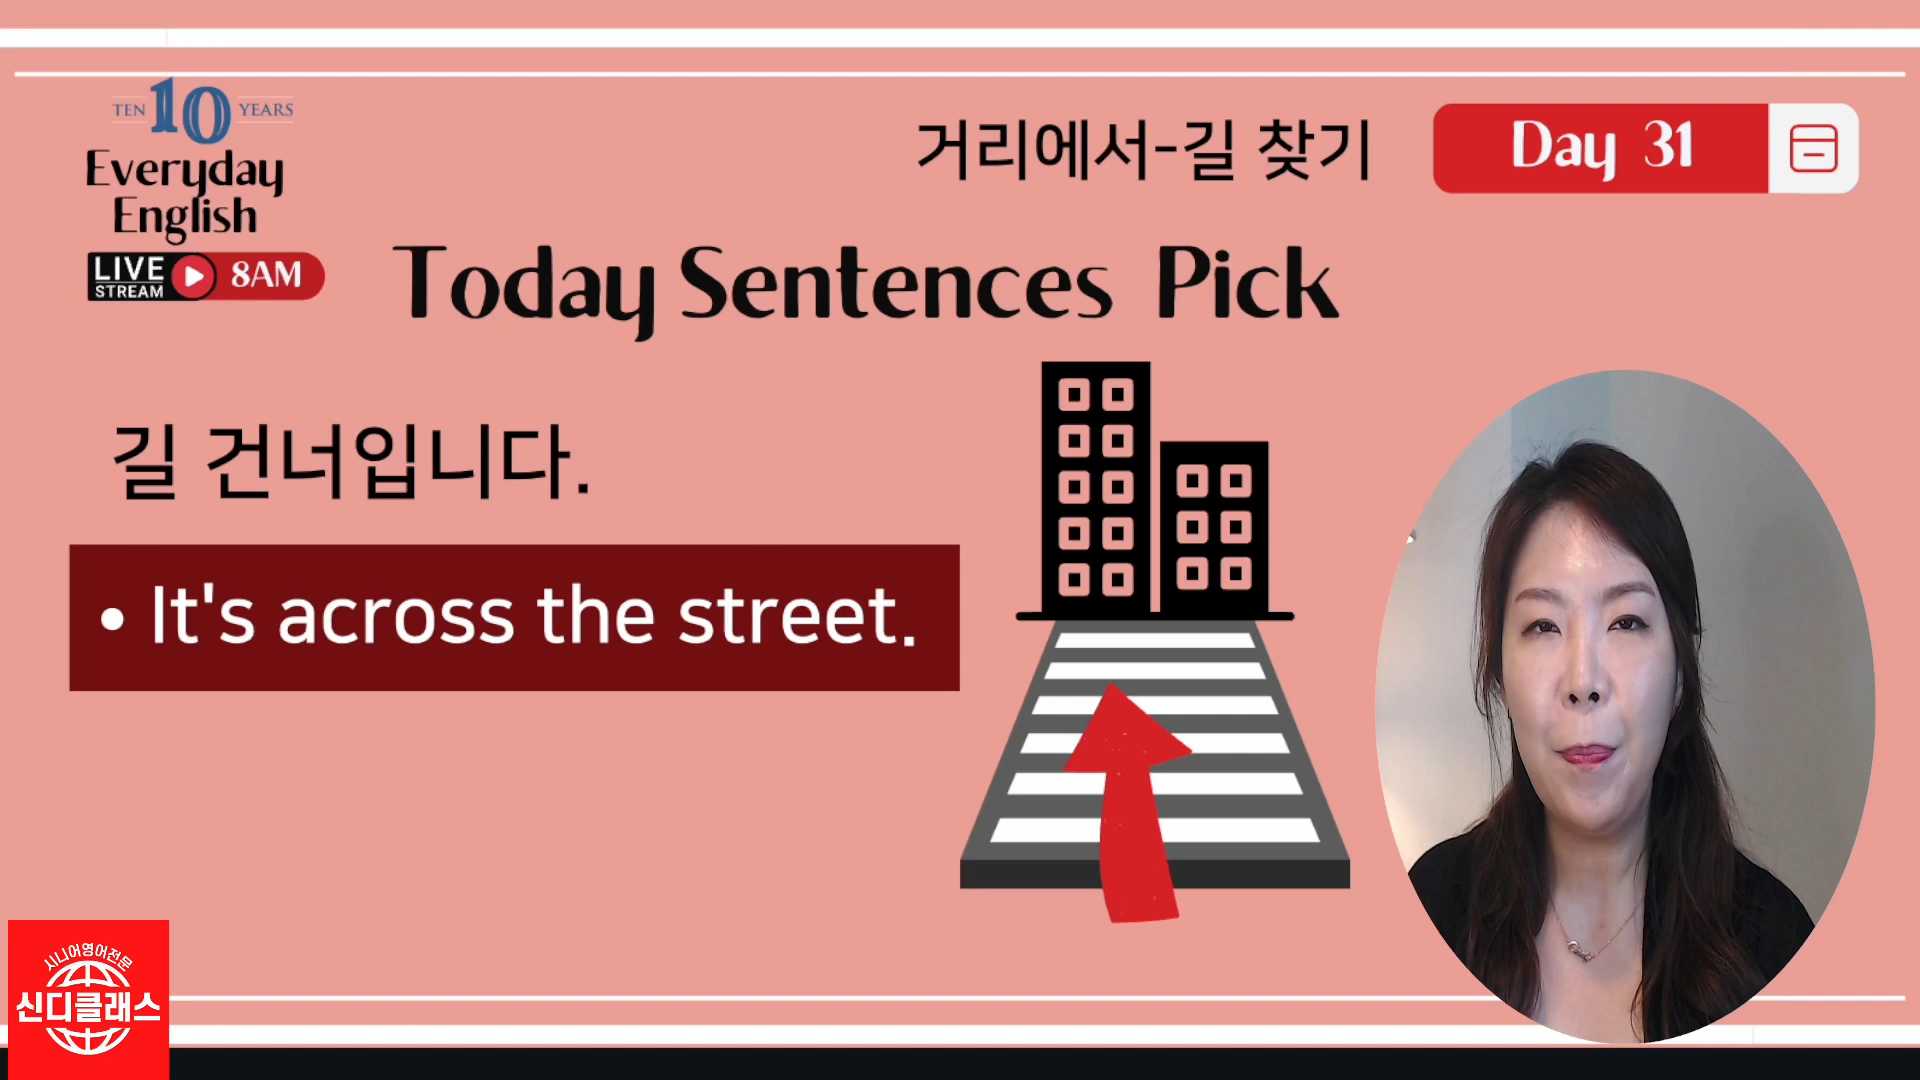 TEN 10 YEARS
Everyday
English
LIVE STREAM 8AM
거리에서-길 찾기
Day 31
Today Sentences Pick
길 건너입니다.
• It's across the street.
시니어영어전문
신디클래스